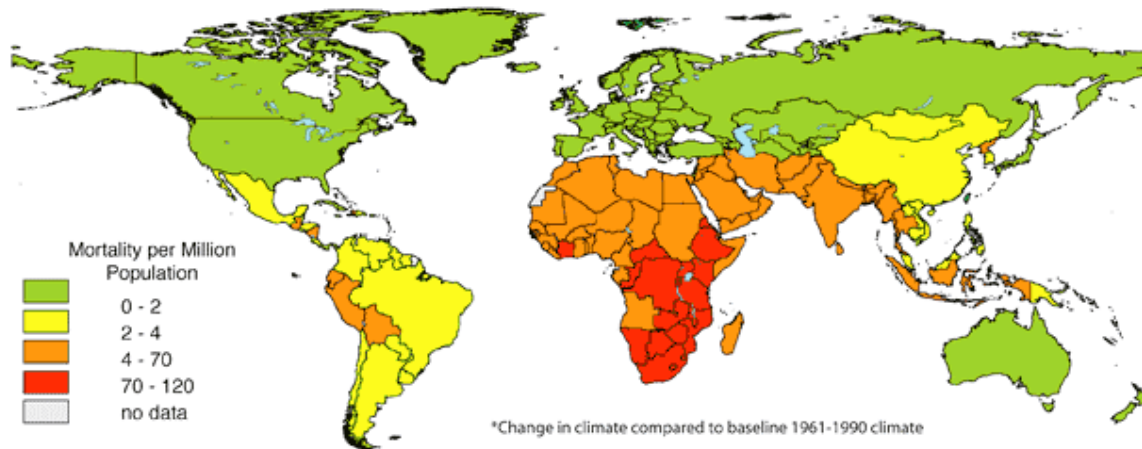 Mortality per Million
Population
0 - 2
2 - 4
4 - 70
70 - 120
no data
*Change in climate compared to baseline 1961-1990 climate